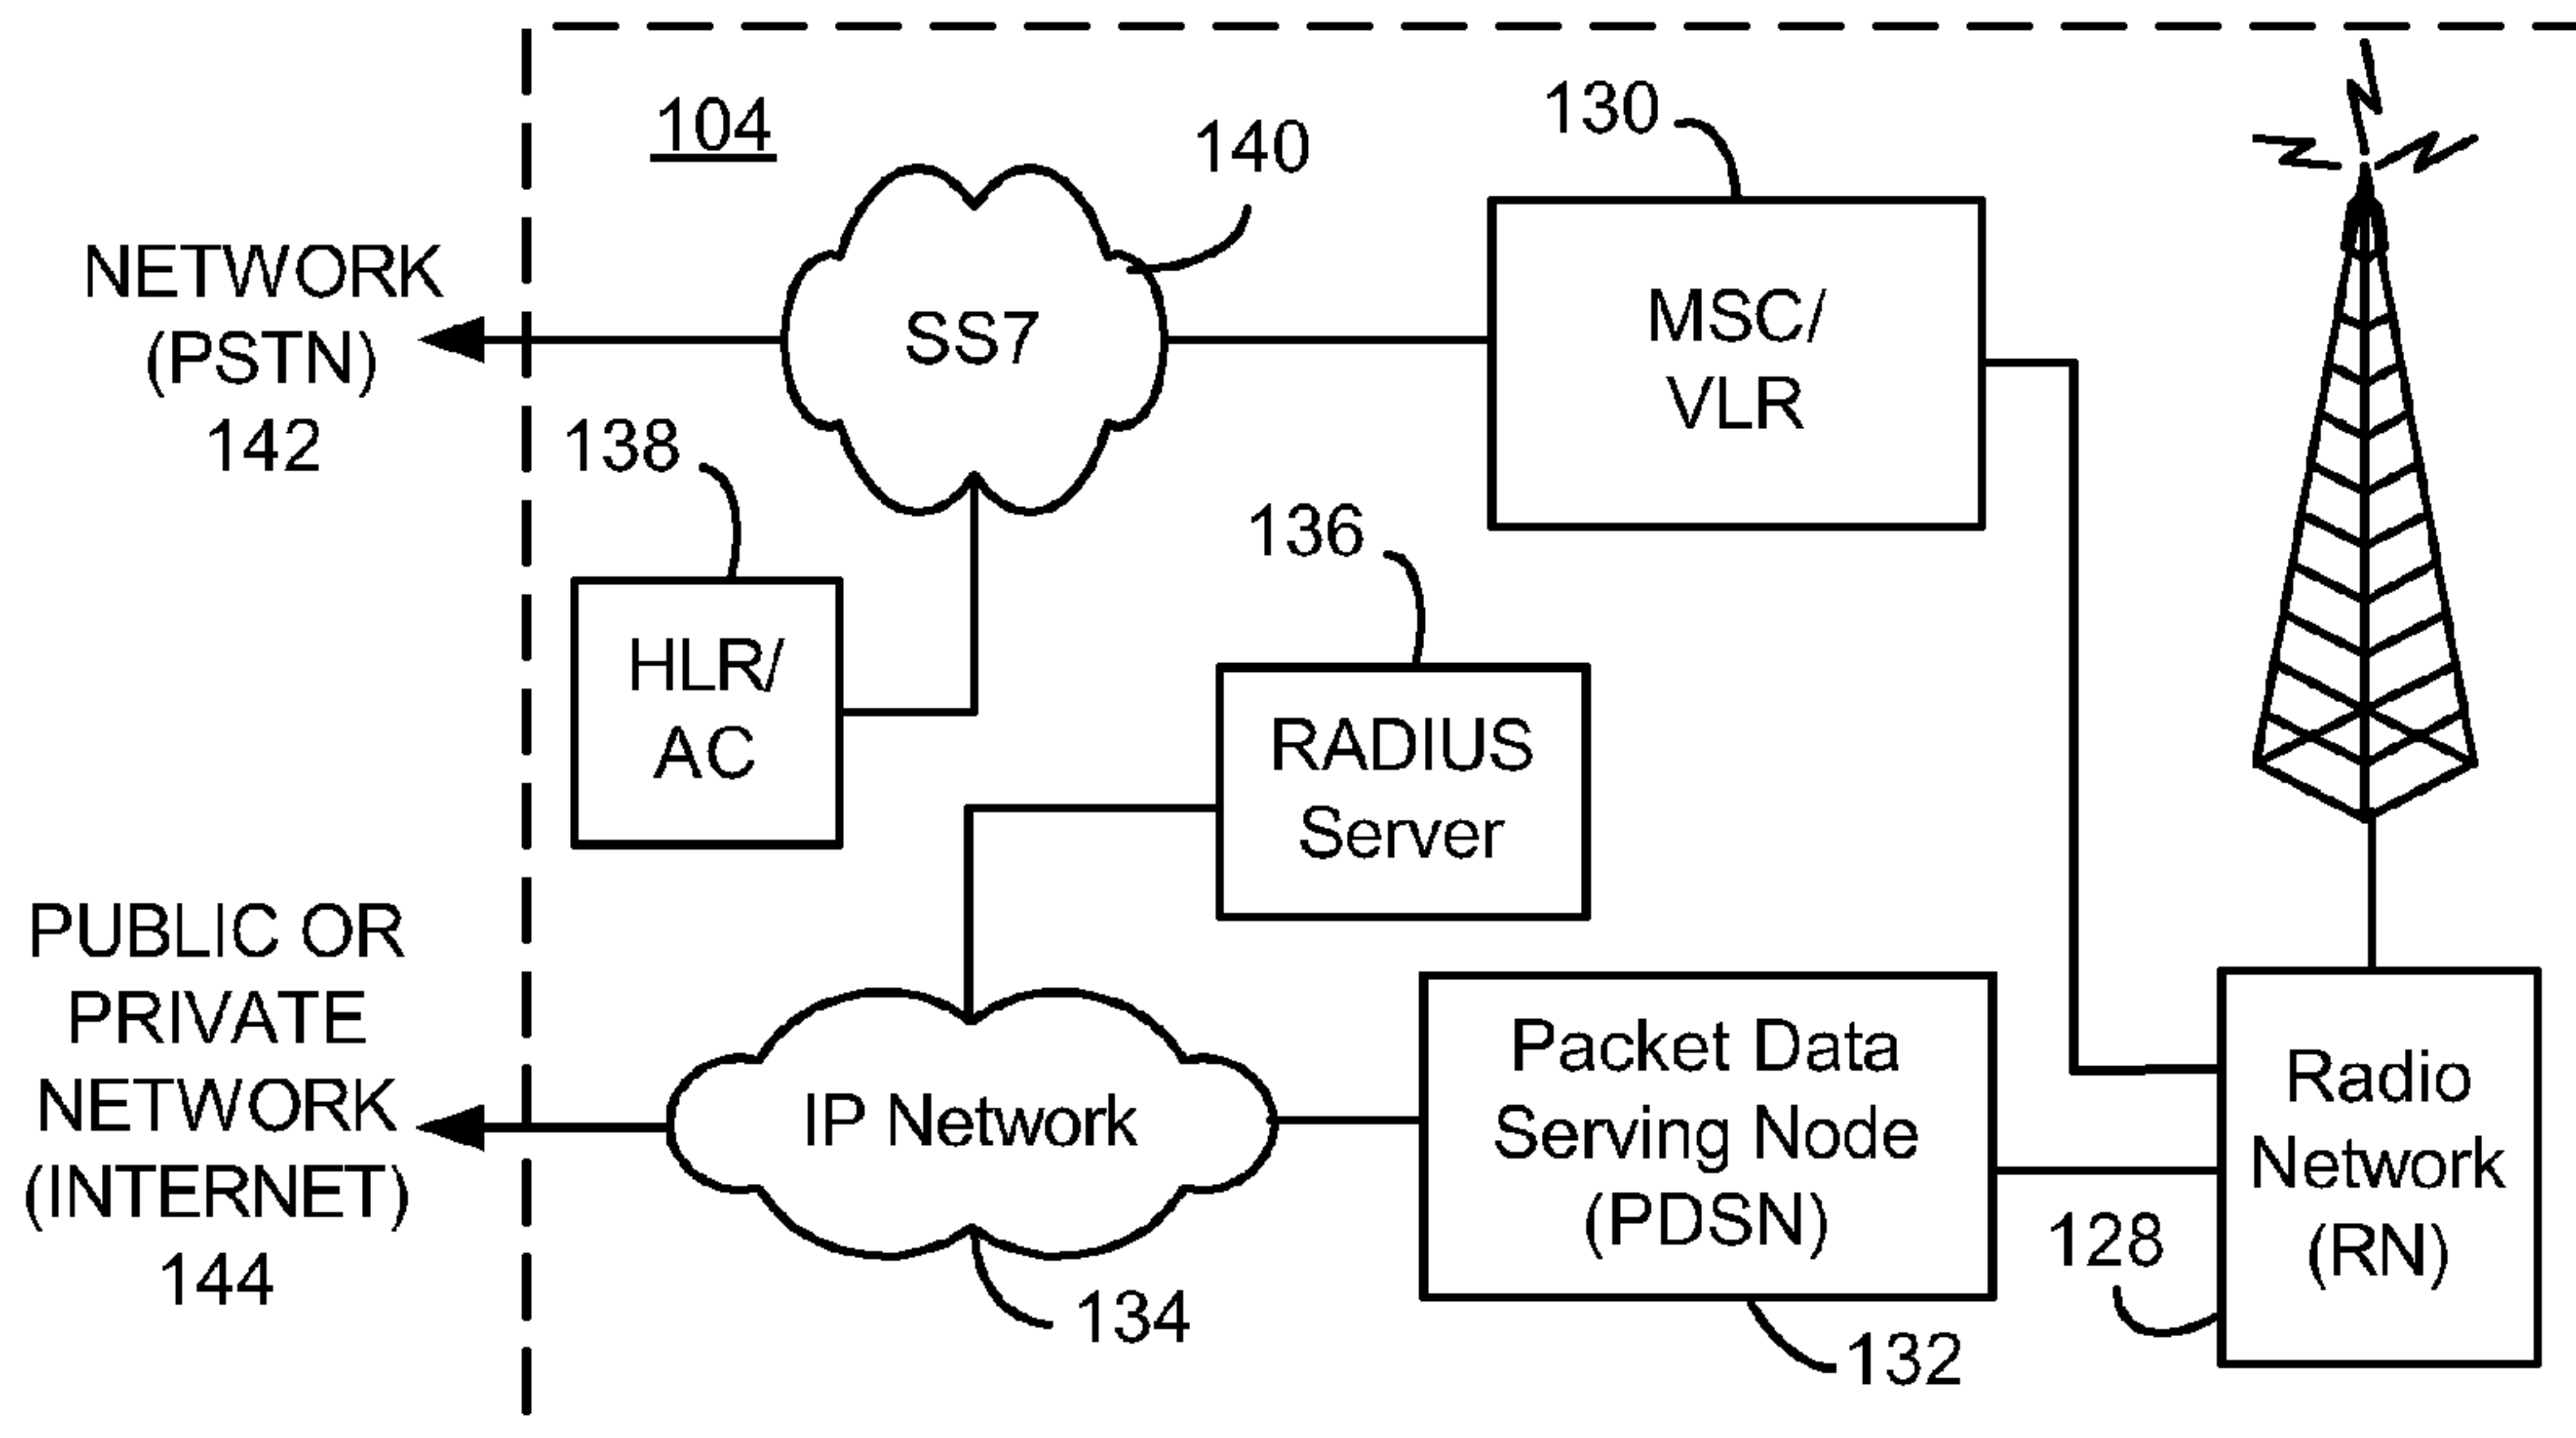 104
140
130
NETWORK
(PSTN)
142
SS7
MSC/
VLR
138
136
HLR/
AC
RADIUS
Server
PUBLIC OR
PRIVATE
NETWORK
(INTERNET)
144
IP Network
134
Packet Data
Serving Node
(PDSN)
132
Radio
Network
(RN)
128